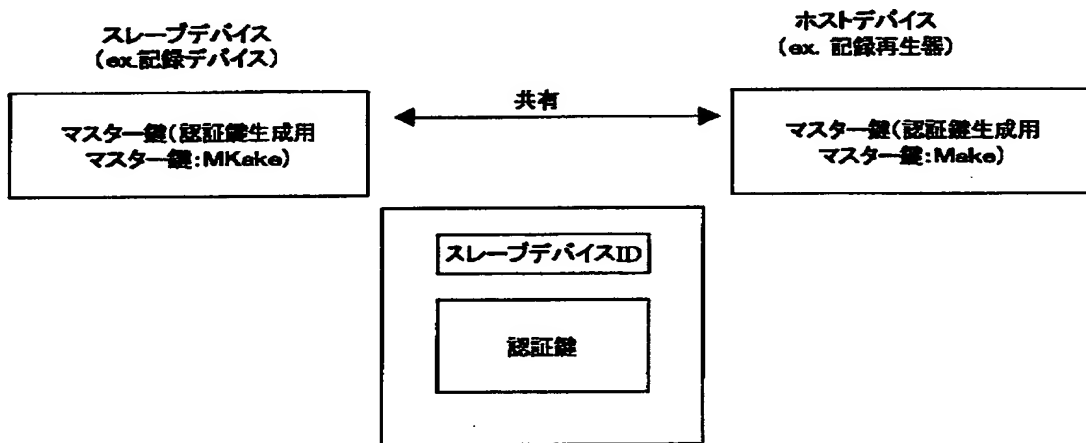 スレーブデバイス
(ex.記録デバイス)
ホストデバイス
(ex. 記録再生器)
共有
マスター鍵(認証鍵生成用
マスター鍵:MKake)
マスター鍵(認証鍵生成用
マスター鍵:Make)
スレーブデバイスID
認証鍵